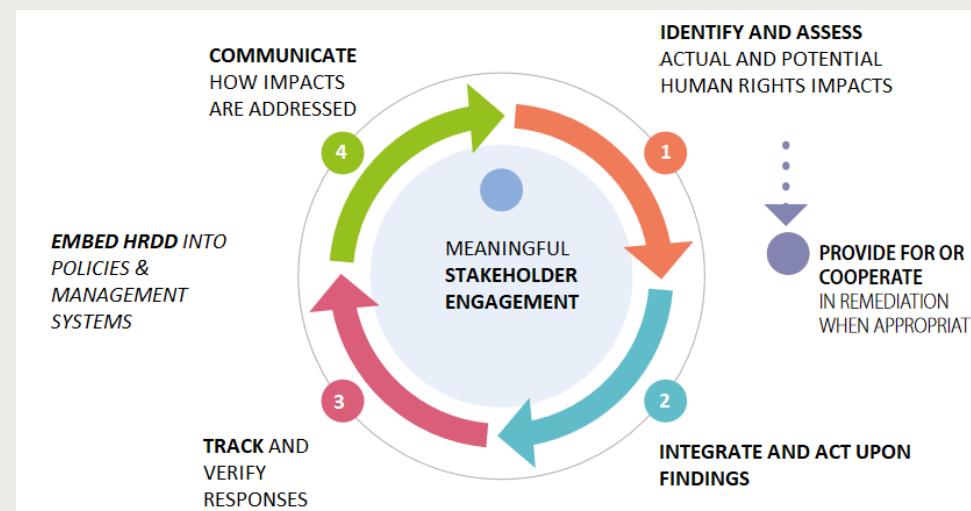 COMMUNICATE
HOW IMPACTS
ARE ADDRESSED
IDENTIFY AND ASSESS
ACTUAL AND POTENTIAL
HUMAN RIGHTS IMPACTS
4
1
EMBED HRDD INTO
POLICIES &
MANAGEMENT
SYSTEMS
MEANINGFUL
STAKEHOLDER
ENGAGEMENT
PROVIDE FOR OR
COOPERATE
IN REMEDIATION
WHEN APPROPRIAT
3
2
TRACK AND
VERIFY
RESPONSES
INTEGRATE AND ACT UPON
FINDINGS